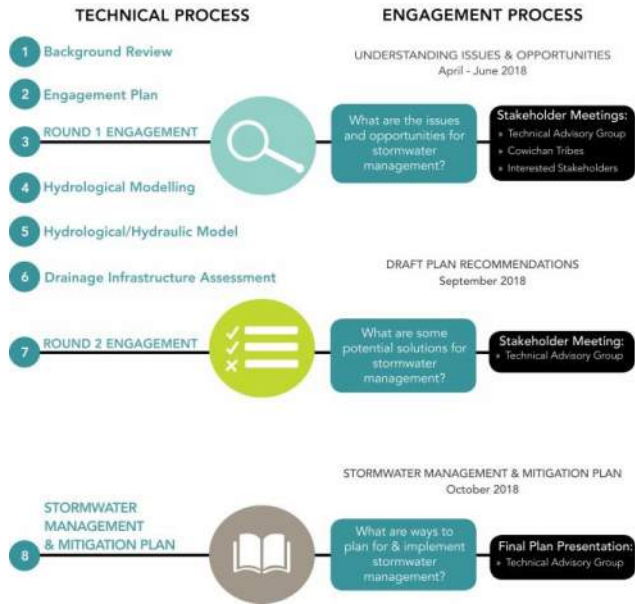 TECHNICAL PROCESS
ENGAGEMENT PROCESS
1 Background Review
UNDERSTANDING ISSUES & OPPORTUNITIES
April - June 2018
2 Engagement Plan
3 ROUND 1 ENGAGEMENT
What are the issues
and opportunities for
stormwater
management?
Stakeholder Meetings:
» Technical Advisory Group
» Cowichan Tribes
» Interested Stakeholders
4 Hydrological Modelling
5 Hydrological/Hydraulic Model
6 Drainage Infrastructure Assessment
DRAFT PLAN RECOMMENDATIONS
September 2018
7 ROUND 2 ENGAGEMENT
What are some
potential solutions for
stormwater
management?
Stakeholder Meeting:
» Technical Advisory Group
STORMWATER MANAGEMENT & MITIGATION PLAN
October 2018
8 STORMWATER
MANAGEMENT
& MITIGATION PLAN
What are ways to
plan for & implement
stormwater
management?
Final Plan Presentation:
» Technical Advisory Group